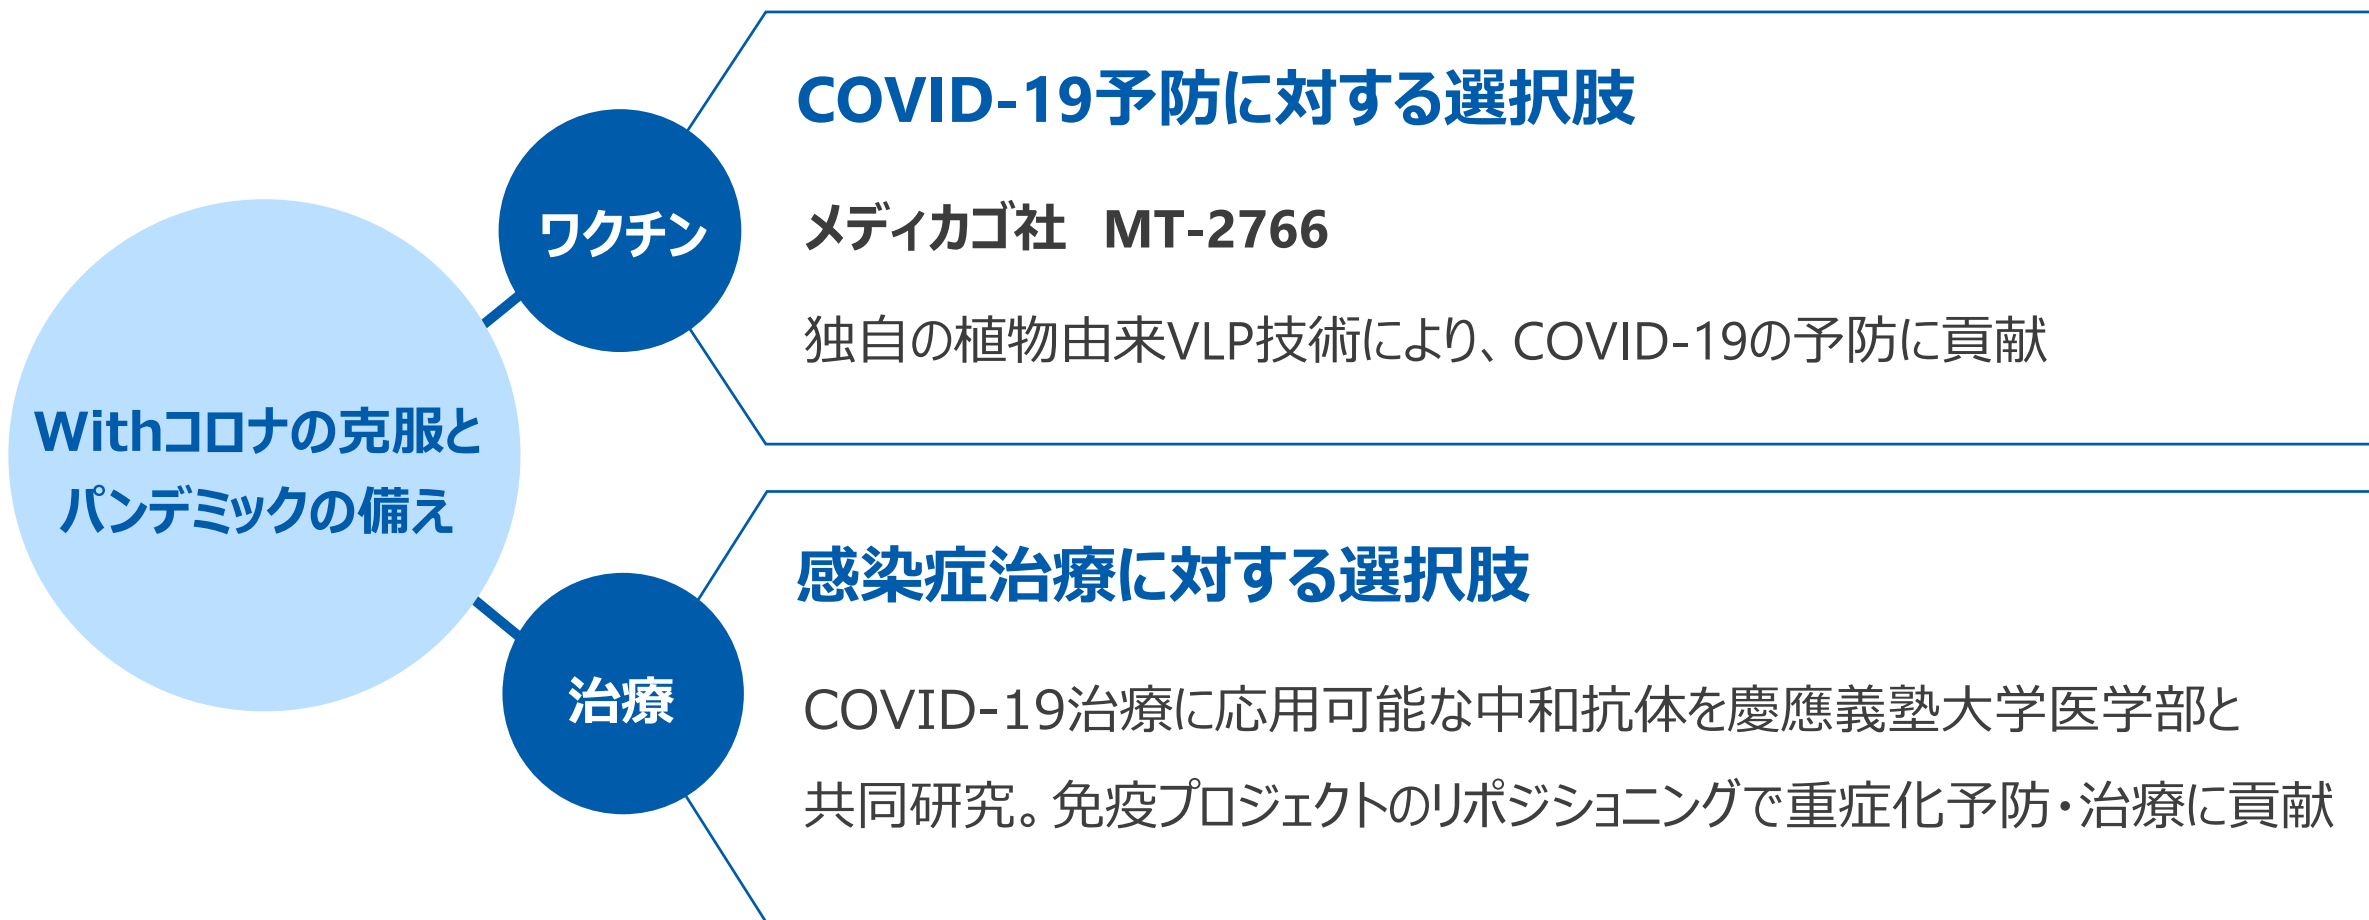 Withコロナの克服と
パンデミックの備え
ワクチン
COVID-19予防に対する選択肢
メディカゴ社　MT-2766
独自の植物由来VLP技術により、COVID-19の予防に貢献
治療
感染症治療に対する選択肢
COVID-19治療に応用可能な中和抗体を慶應義塾大学医学部と
共同研究。免疫プロジェクトのリポジショニングで重症化予防・治療に貢献